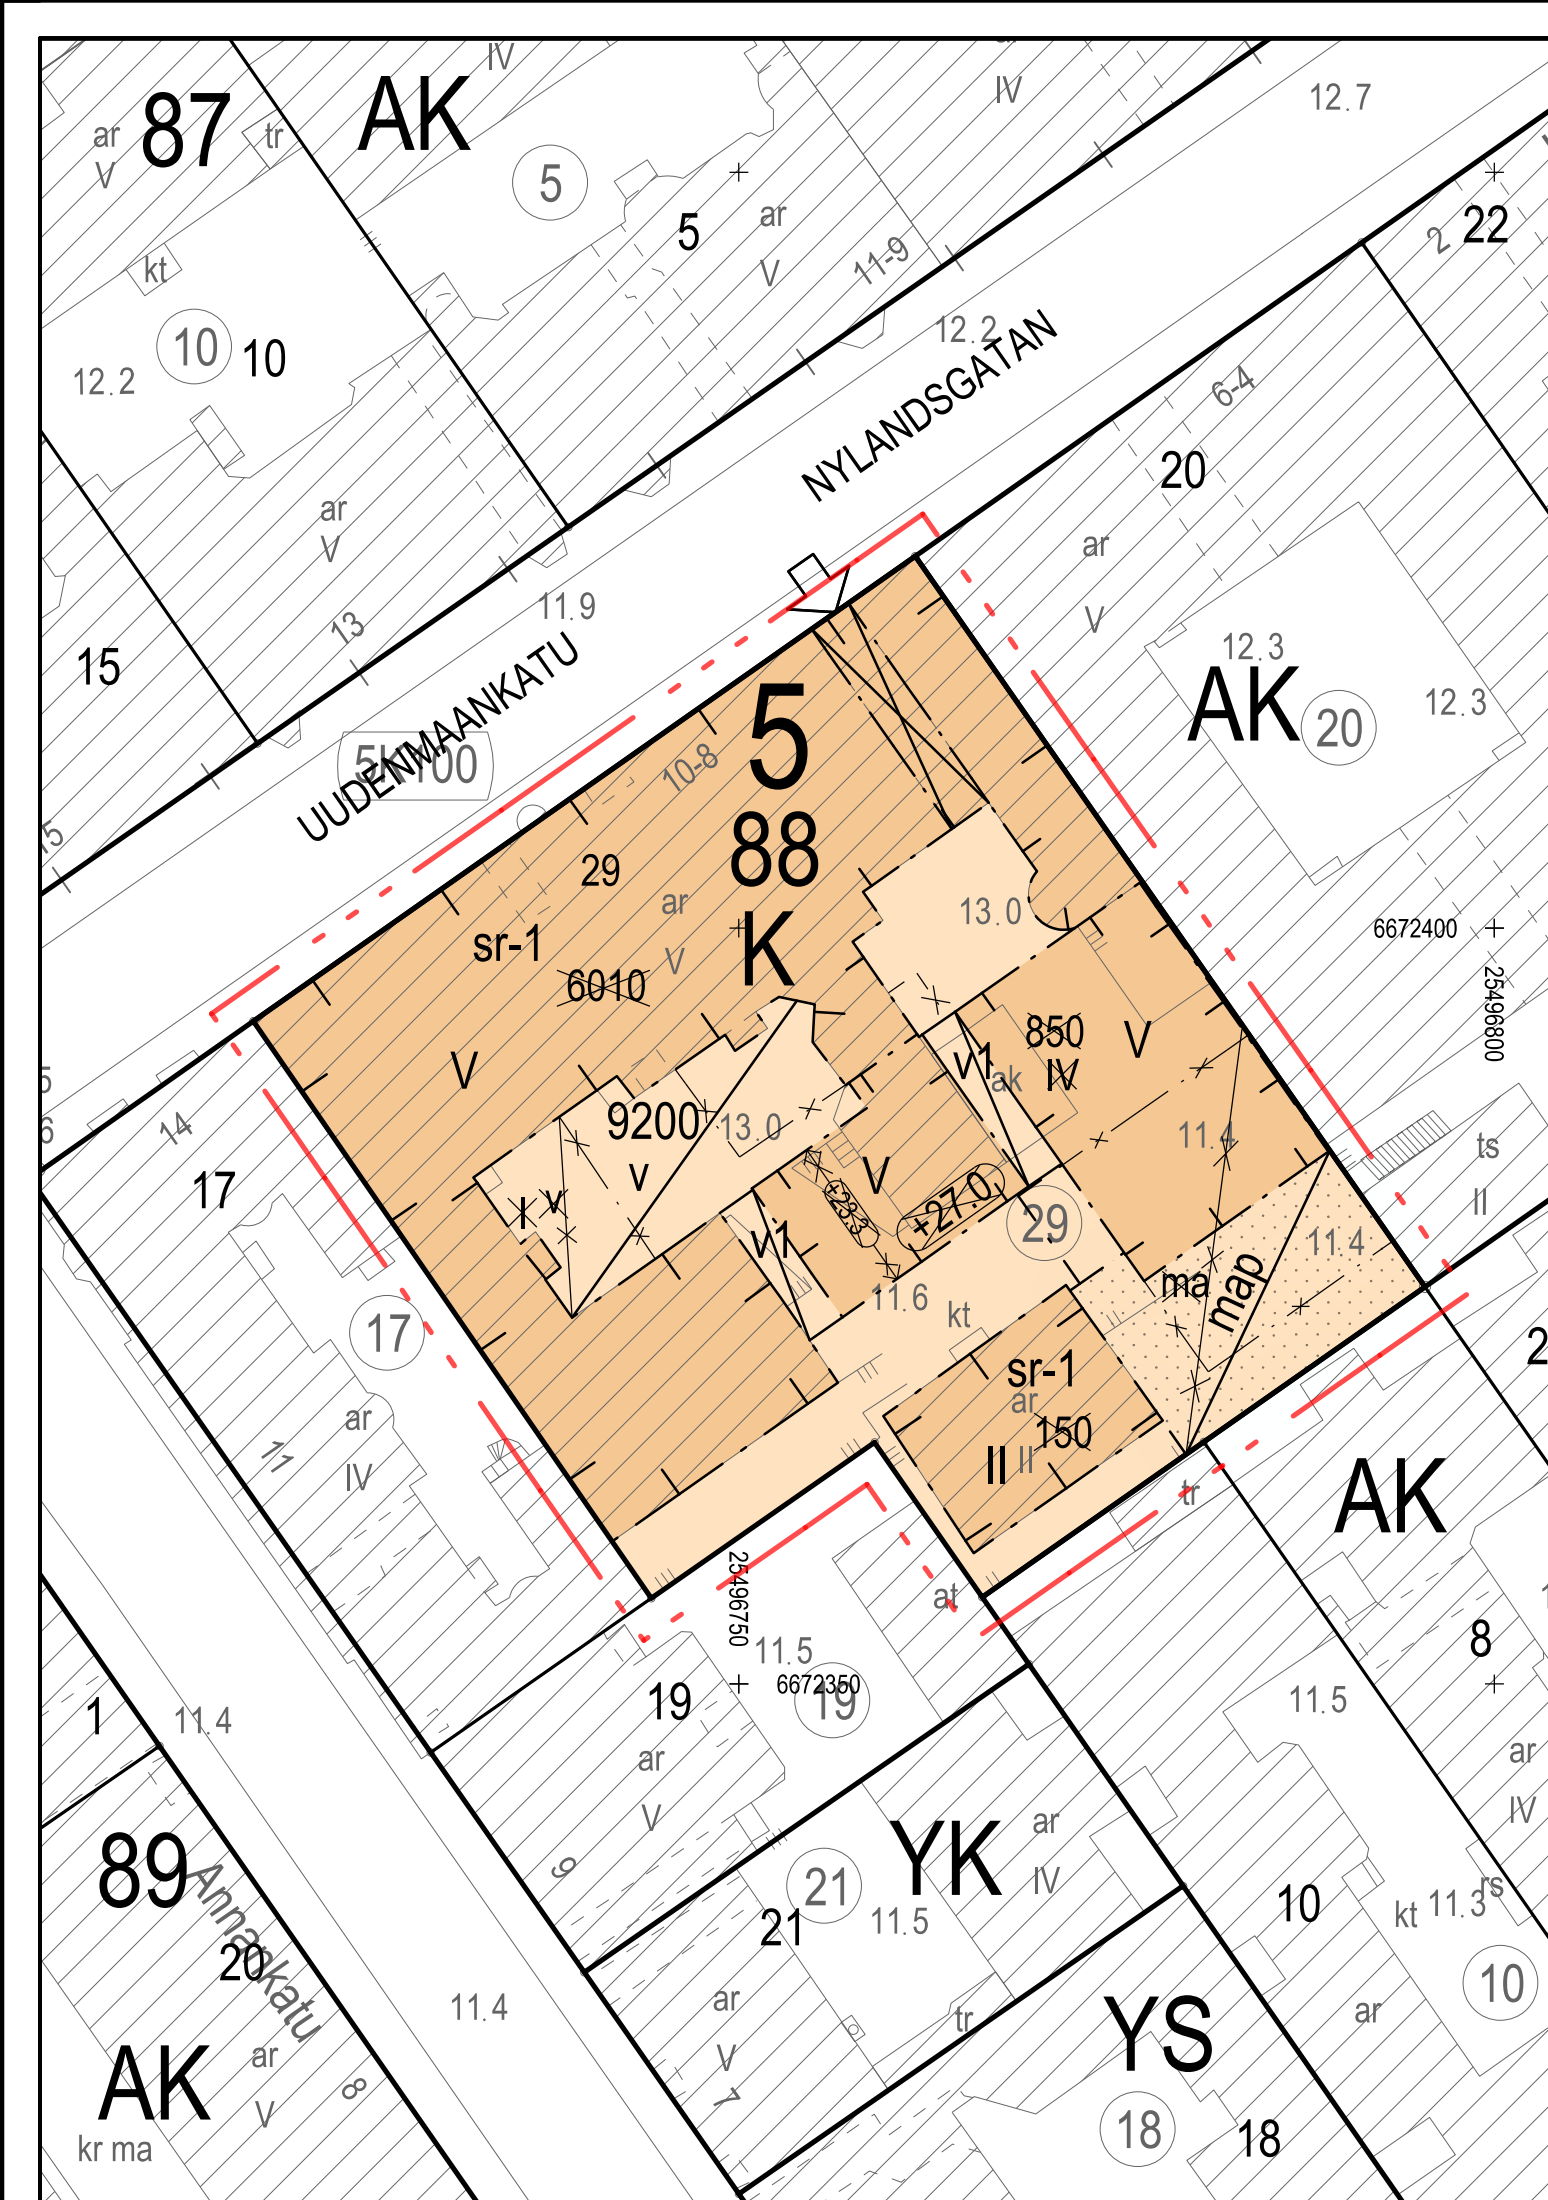 IV
IV
12.7
87
AK
ar
V
tr
5
5
ar
V
11-9
2
22
kt
10
10
12.2
12.2
NYLANDSGATAN
6-4
20
ar
V
13
11.9
ar
V
15
12.3
AK
20
12.3
UUDENMAANKATU
10-8
5
88
K
29
sr-1
6010
ar
V
13.0
6672400
25496800
V
850
IV
V
v1
ak
9200
13.0
v
I
v
14
17
V
+23.3
+27.0
29
11.4
ts
II
v1
11.6
kt
ma
map
11.4
17
sr-1
ar
150
II
II
ar
IV
11
tr
AK
at
25496750
11.5
6672350
19
19
ar
V
8
11.5
ar
IV
1
11.4
89
Annankatu
20
9
YK
ar
IV
21
21
11.5
10
kt
11.3
rs
10
ar
11.4
AK
ar
V
8
kr ma
ar
V
7
tr
YS
18
18